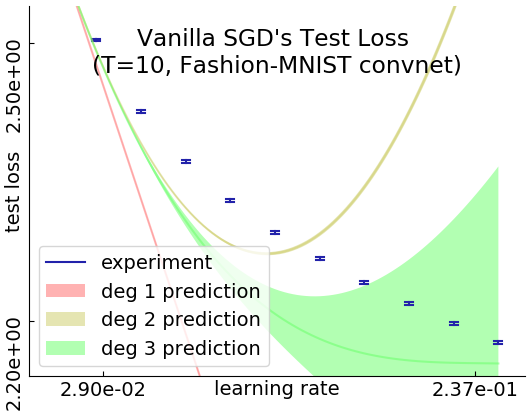 Vanilla SGD's Test Loss
(T=10, Fashion-MNIST convnet)
2.50e+00
test loss
2.20e+00
experiment
deg 1 prediction
deg 2 prediction
deg 3 prediction
2.90e-02
learning rate
2.37e-01